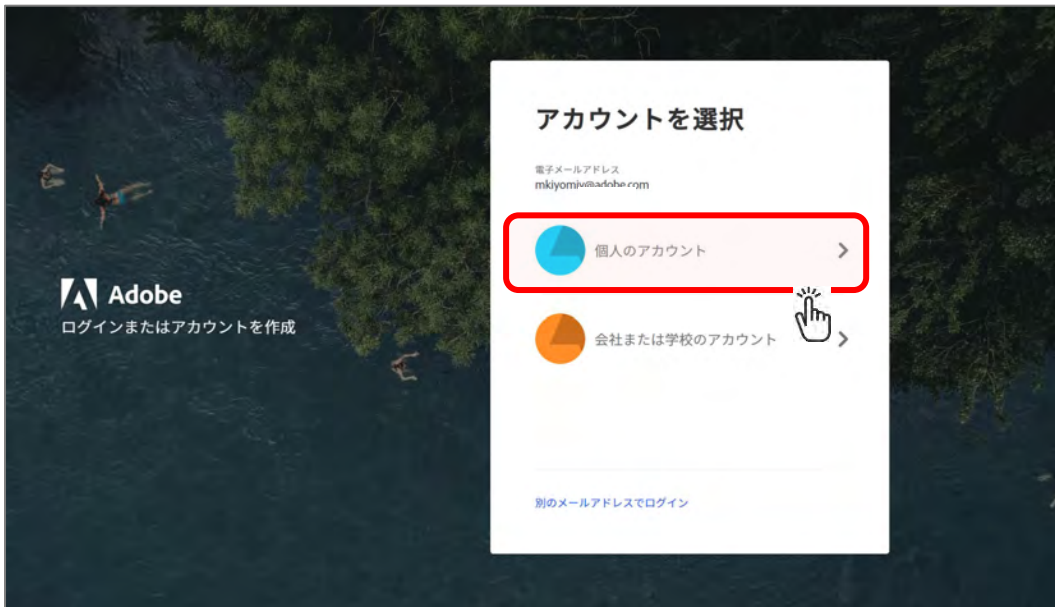 アカウントを選択
電子メールアドレス
mkiyomiy@adobe.com
個人のアカウント
Adobe
ログインまたはアカウントを作成
会社または学校のアカウント
別のメールアドレスでログイン